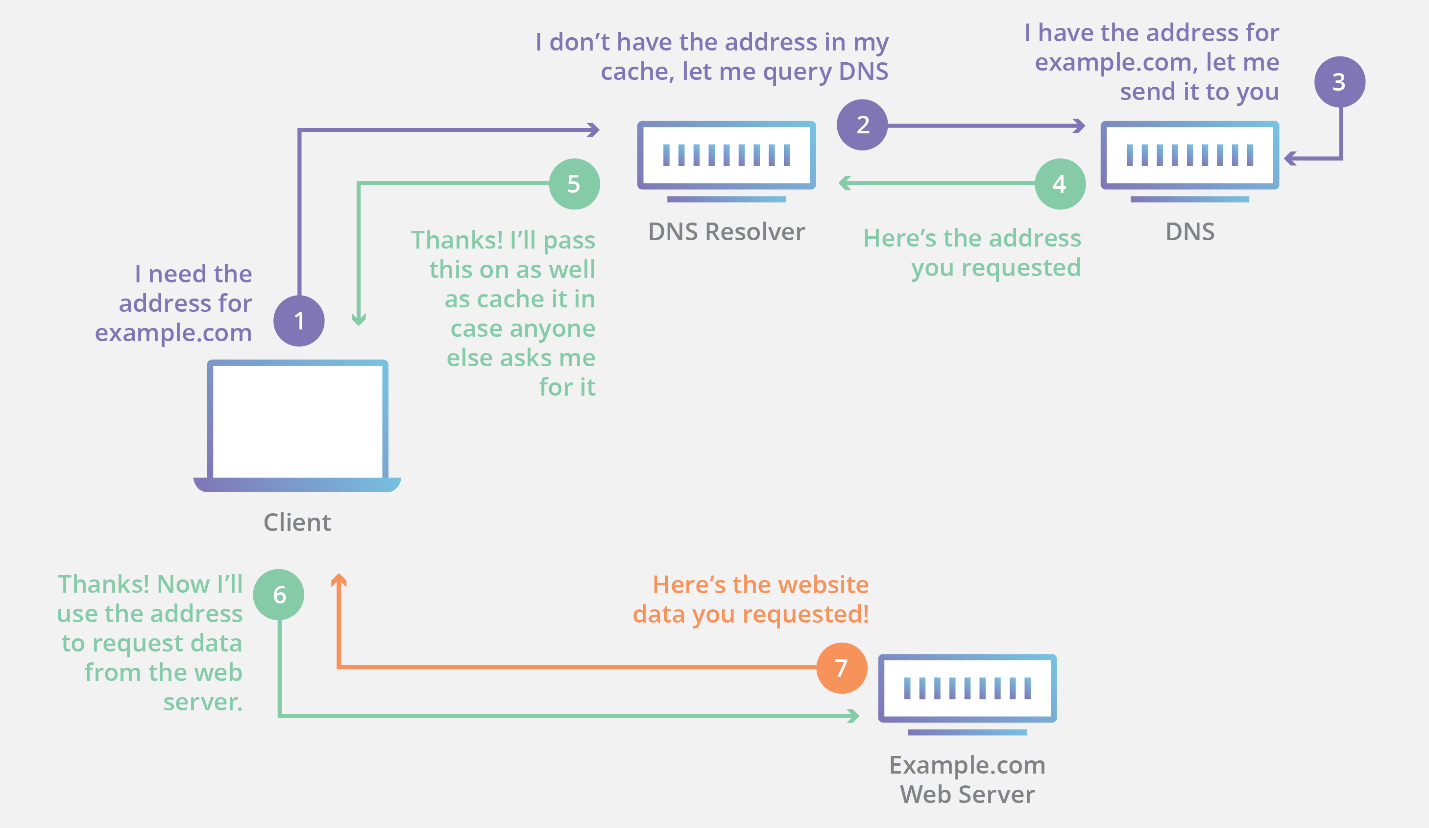 I don’t have the address in my
cache, let me query DNS
I have the address for
example.com, let me
send it to you
3
2
5
4
DNS Resolver
DNS
Thanks! I’ll pass
this on as well
as cache it in
case anyone
else asks me
for it
Here’s the address
you requested
I need the
address for
example.com
1
Client
Thanks! Now I’ll
use the address
to request data
from the web
server.
6
Here’s the website
data you requested!
7
Example.com
Web Server